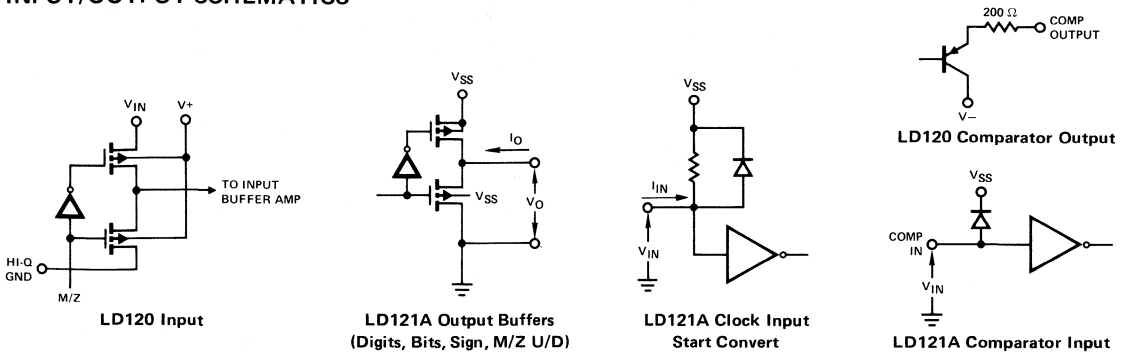 INPUT/OUTPUT SCHEMATICS
200 Ω
COMP
OUTPUT
V–
LD120 Comparator Output
VIN
V+
TO INPUT
BUFFER AMP
HI-Q
GND
M/Z
LD120 Input
VSS
IO
VSS
VO
LD121A Output Buffers
(Digits, Bits, Sign, M/Z U/D)
VSS
IIN
VIN
LD121A Clock Input
Start Convert
VSS
COMP
IN
VIN
LD121A Comparator Input